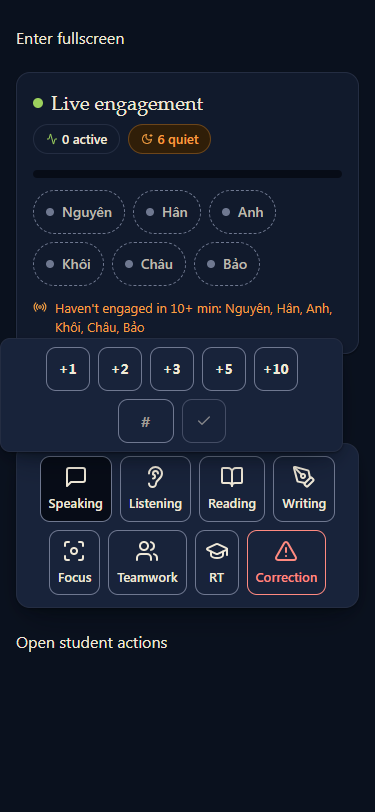 Enter fullscreen
Live engagement
0 active 6 quiet
Nguyên Hân Anh
Khôi Châu Bảo
Haven't engaged in 10+ min: Nguyên, Hân, Anh,
Khôi, Châu, Bảo
+1 +2 +3 +5 +10
#
Speaking Listening Reading Writing
Focus Teamwork RT Correction
Open student actions